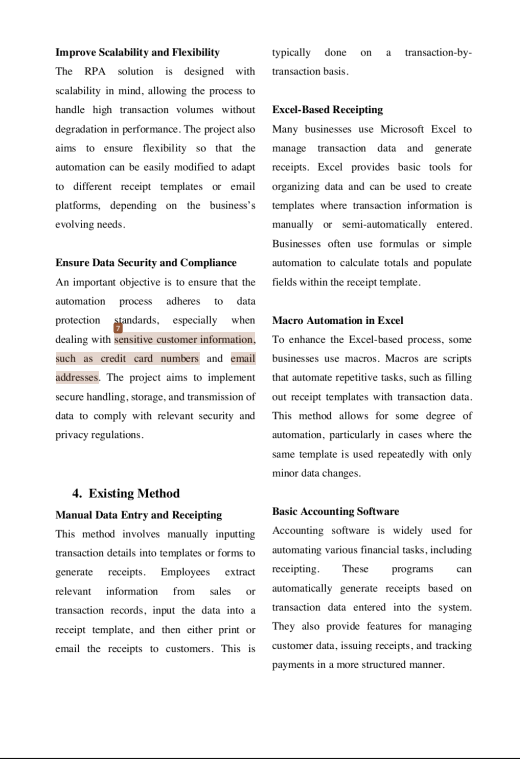 Improve Scalability and Flexibility
The RPA solution is designed with
scalability in mind, allowing the process to
handle high transaction volumes without
degradation in performance. The project also
aims to ensure flexibility so that the
automation can be easily modified to adapt
to different receipt templates or email
platforms, depending on the business's
evolving needs.
Ensure Data Security and Compliance
An important objective is to ensure that the
automation process adheres to data
protection standards, especially when
7
dealing with sensitive customer information,
such as credit card numbers and email
addresses. The project aims to implement
secure handling, storage, and transmission of
data to comply with relevant security and
privacy regulations.
4. Existing Method
Manual Data Entry and Receipting
This method involves manually inputting
transaction details into templates or forms to
generate receipts. Employees extract
relevant information from sales or
transaction records, input the data into a
receipt template, and then either print or
email the receipts to customers. This is
typically done on a transaction-by-
transaction basis.
Excel-Based Receipting
Many businesses use Microsoft Excel to
manage transaction data and generate
receipts. Excel provides basic tools for
organizing data and can be used to create
templates where transaction information is
manually or semi-automatically entered.
Businesses often use formulas or simple
automation to calculate totals and populate
fields within the receipt template.
Macro Automation in Excel
To enhance the Excel-based process, some
businesses use macros. Macros are scripts
that automate repetitive tasks, such as filling
out receipt templates with transaction data.
This method allows for some degree of
automation, particularly in cases where the
same template is used repeatedly with only
minor data changes.
Basic Accounting Software
Accounting software is widely used for
automating various financial tasks, including
receipting. These programs can
automatically generate receipts based on
transaction data entered into the system.
They also provide features for managing
customer data, issuing receipts, and tracking
payments in a more structured manner.